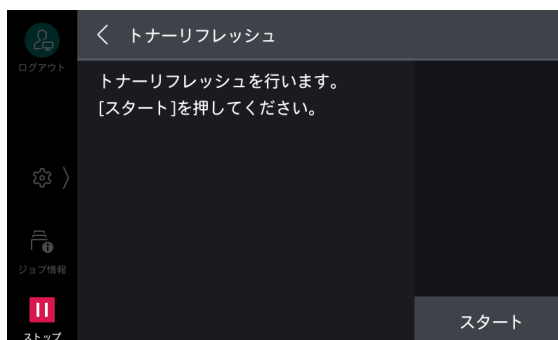 トナーリフレッシュ
ログアウト
トナーリフレッシュを行います。
[スタート]を押してください。
ジョブ情報
ストップ
スタート